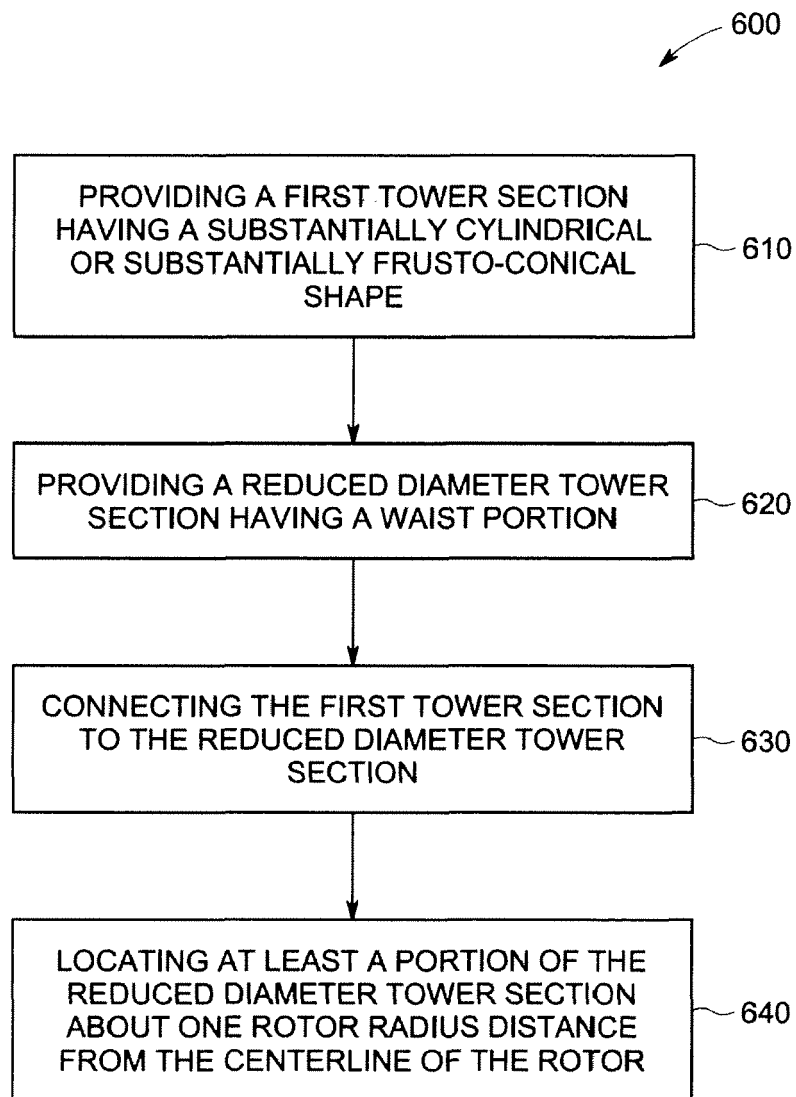 600
PROVIDING A FIRST TOWER SECTION
HAVING A SUBSTANTIALLY CYLINDRICAL
OR SUBSTANTIALLY FRUSTO-CONICAL
SHAPE
610
PROVIDING A REDUCED DIAMETER TOWER
SECTION HAVING A WAIST PORTION
620
CONNECTING THE FIRST TOWER SECTION
TO THE REDUCED DIAMETER TOWER
SECTION
630
LOCATING AT LEAST A PORTION OF THE
REDUCED DIAMETER TOWER SECTION
ABOUT ONE ROTOR RADIUS DISTANCE
FROM THE CENTERLINE OF THE ROTOR
640